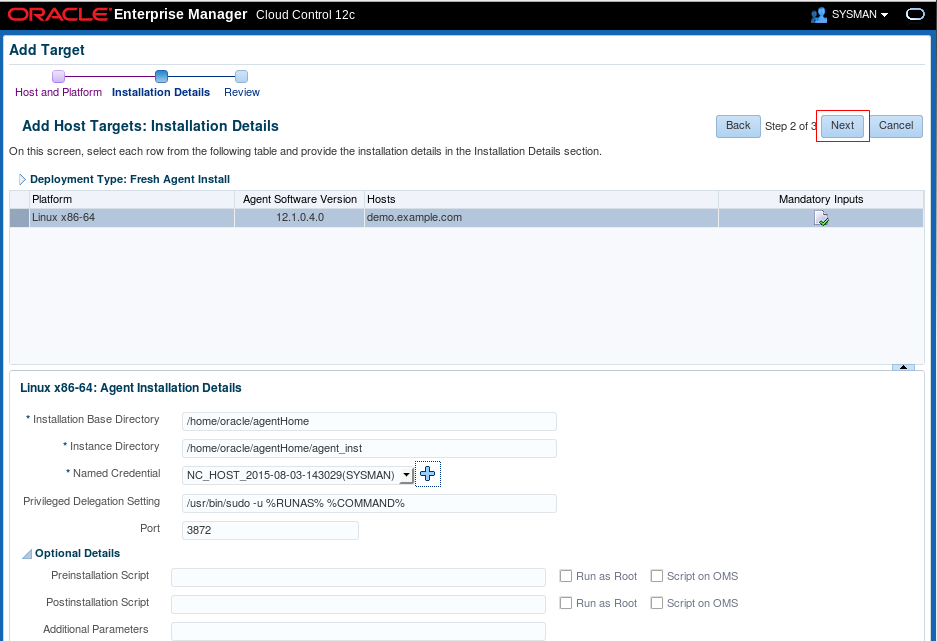 ORACLE Enterprise Manager Cloud Control 12c SYSMAN
Add Target
Host and Platform Installation Details Review
Add Host Targets: Installation Details Back Step 2 of 3 Next Cancel
On this screen, select each row from the following table and provide the installation details in the Installation Details section.
Deployment Type: Fresh Agent Install
Platform Agent Software Version Hosts Mandatory Inputs
Linux x86-64 12.1.0.4.0 demo.example.com
Linux x86-64: Agent Installation Details
* Installation Base Directory /home/oracle/agentHome
* Instance Directory /home/oracle/agentHome/agent_inst
* Named Credential NC_HOST_2015-08-03-143029(SYSMAN)
Privileged Delegation Setting /usr/bin/sudo -u %RUNAS% %COMMAND%
Port 3872
Optional Details
Preinstallation Script Run as Root Script on OMS
Postinstallation Script Run as Root Script on OMS
Additional Parameters